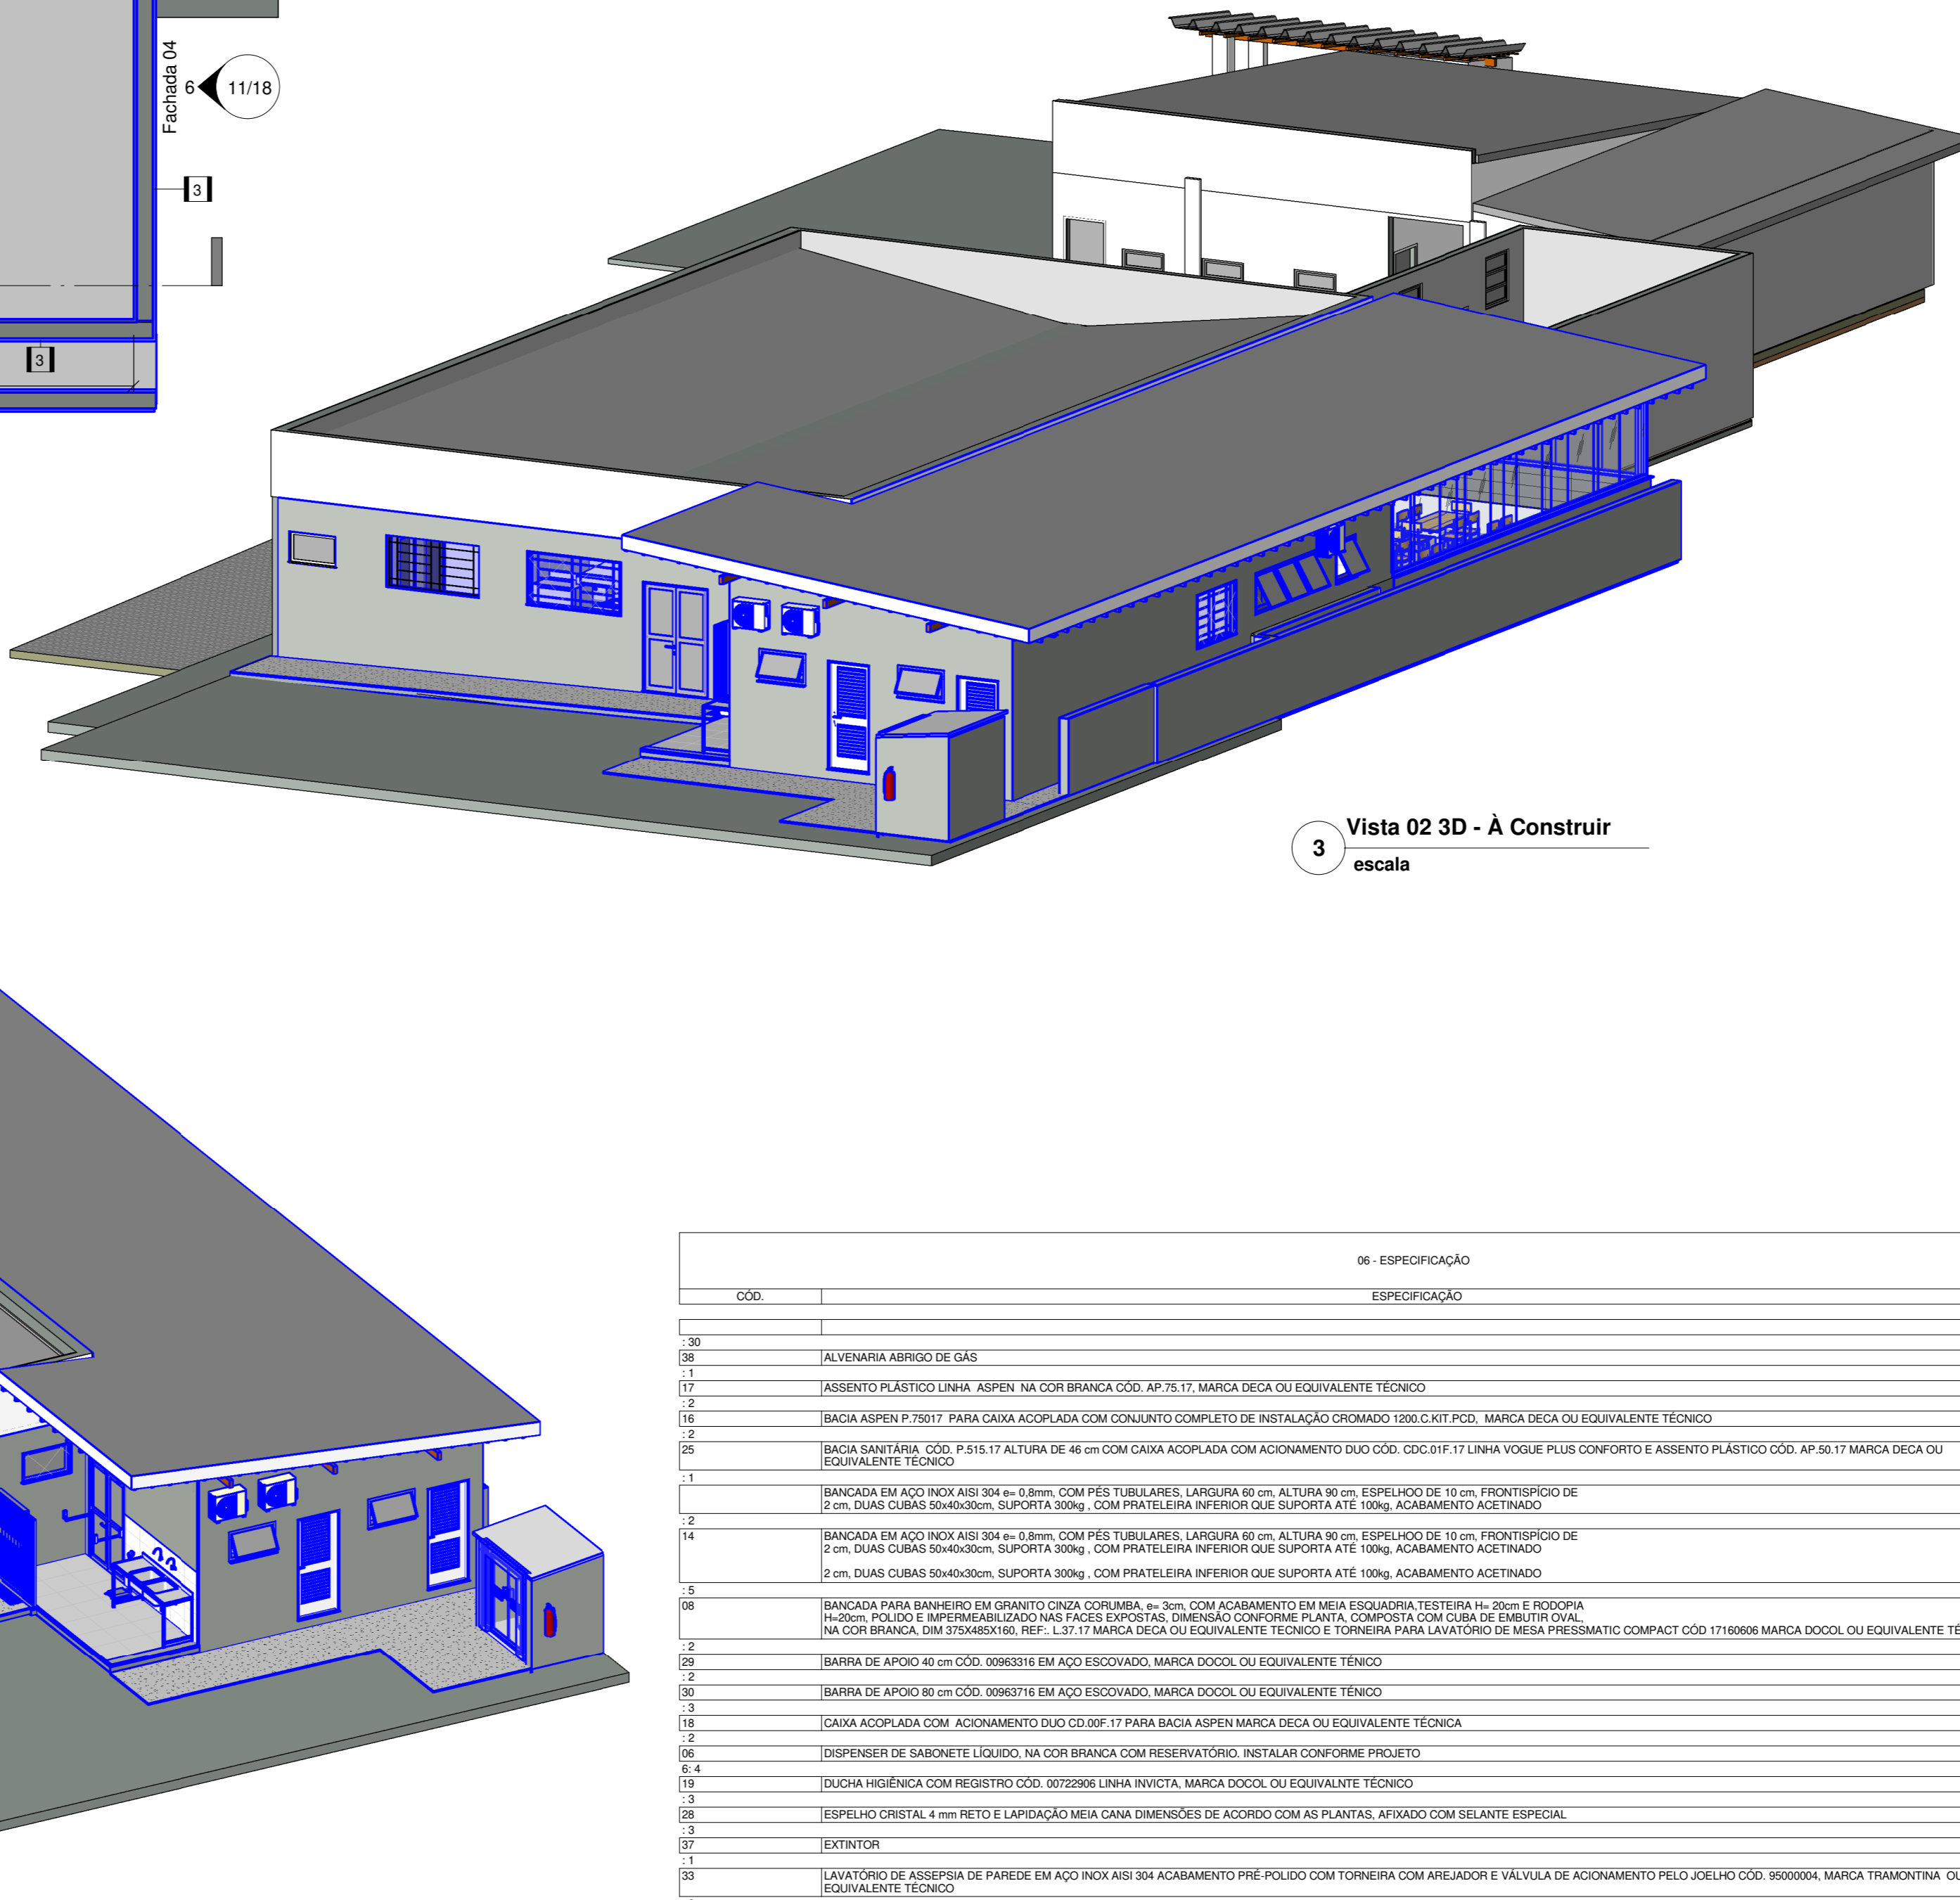 Fachada 04
6
11/18
3
3
3
Vista 02 3D - À Construir
escala
06 - ESPECIFICAÇÃO
CÓD. ESPECIFICAÇÃO
: 30
38 ALVENARIA ABRIGO DE GÁS
: 1
17 ASSENTO PLÁSTICO LINHA ASPEN NA COR BRANCA CÓD. AP.75.17, MARCA DECA OU EQUIVALENTE TÉCNICO
: 2
16 BACIA ASPEN P.75017 PARA CAIXA ACOPLADA COM CONJUNTO COMPLETO DE INSTALAÇÃO CROMADO 1200.C.KIT.PCD, MARCA DECA OU EQUIVALENTE TÉCNICO
: 2
25 BACIA SANITÁRIA CÓD. P.515.17 ALTURA DE 46 cm COM CAIXA ACOPLADA COM ACIONAMENTO DUO CÓD. CDC.01F.17 LINHA VOGUE PLUS CONFORTO E ASSENTO PLÁSTICO CÓD. AP.50.17 MARCA DECA OU
EQUIVALENTE TÉCNICO
: 1
BANCADA EM AÇO INOX AISI 304 e= 0,8mm, COM PÉS TUBULARES, LARGURA 60 cm, ALTURA 90 cm, ESPELHOO DE 10 cm, FRONTISPÍCIO DE
2 cm, DUAS CUBAS 50x40x30cm, SUPORTA 300kg , COM PRATELEIRA INFERIOR QUE SUPORTA ATÉ 100kg, ACABAMENTO ACETINADO
: 2
14 BANCADA EM AÇO INOX AISI 304 e= 0,8mm, COM PÉS TUBULARES, LARGURA 60 cm, ALTURA 90 cm, ESPELHOO DE 10 cm, FRONTISPÍCIO DE
2 cm, DUAS CUBAS 50x40x30cm, SUPORTA 300kg , COM PRATELEIRA INFERIOR QUE SUPORTA ATÉ 100kg, ACABAMENTO ACETINADO
2 cm, DUAS CUBAS 50x40x30cm, SUPORTA 300kg , COM PRATELEIRA INFERIOR QUE SUPORTA ATÉ 100kg, ACABAMENTO ACETINADO
: 5
08 BANCADA PARA BANHEIRO EM GRANITO CINZA CORUMBA, e= 3cm, COM ACABAMENTO EM MEIA ESQUADRIA,TESTEIRA H= 20cm E RODOPIA
H=20cm, POLIDO E IMPERMEABILIZADO NAS FACES EXPOSTAS, DIMENSÃO CONFORME PLANTA, COMPOSTA COM CUBA DE EMBUTIR OVAL,
NA COR BRANCA, DIM 375X485X160, REF:. L.37.17 MARCA DECA OU EQUIVALENTE TECNICO E TORNEIRA PARA LAVATÓRIO DE MESA PRESSMATIC COMPACT CÓD 17160606 MARCA DOCOL OU EQUIVALENTE TÉ
: 2
29 BARRA DE APOIO 40 cm CÓD. 00963316 EM AÇO ESCOVADO, MARCA DOCOL OU EQUIVALENTE TÉNICO
: 2
30 BARRA DE APOIO 80 cm CÓD. 00963716 EM AÇO ESCOVADO, MARCA DOCOL OU EQUIVALENTE TÉNICO
: 3
18 CAIXA ACOPLADA COM ACIONAMENTO DUO CD.00F.17 PARA BACIA ASPEN MARCA DECA OU EQUIVALENTE TÉCNICA
: 2
06 DISPENSER DE SABONETE LÍQUIDO, NA COR BRANCA COM RESERVATÓRIO. INSTALAR CONFORME PROJETO
6: 4
19 DUCHA HIGIÊNICA COM REGISTRO CÓD. 00722906 LINHA INVICTA, MARCA DOCOL OU EQUIVALNTE TÉCNICO
: 3
28 ESPELHO CRISTAL 4 mm RETO E LAPIDAÇÃO MEIA CANA DIMENSÕES DE ACORDO COM AS PLANTAS, AFIXADO COM SELANTE ESPECIAL
: 3
37 EXTINTOR
: 1
33 LAVATÓRIO DE ASSEPSIA DE PAREDE EM AÇO INOX AISI 304 ACABAMENTO PRÉ-POLIDO COM TORNEIRA COM AREJADOR E VÁLVULA DE ACIONAMENTO PELO JOELHO CÓD. 95000004, MARCA TRAMONTINA OU
EQUIVALENTE TÉCNICO